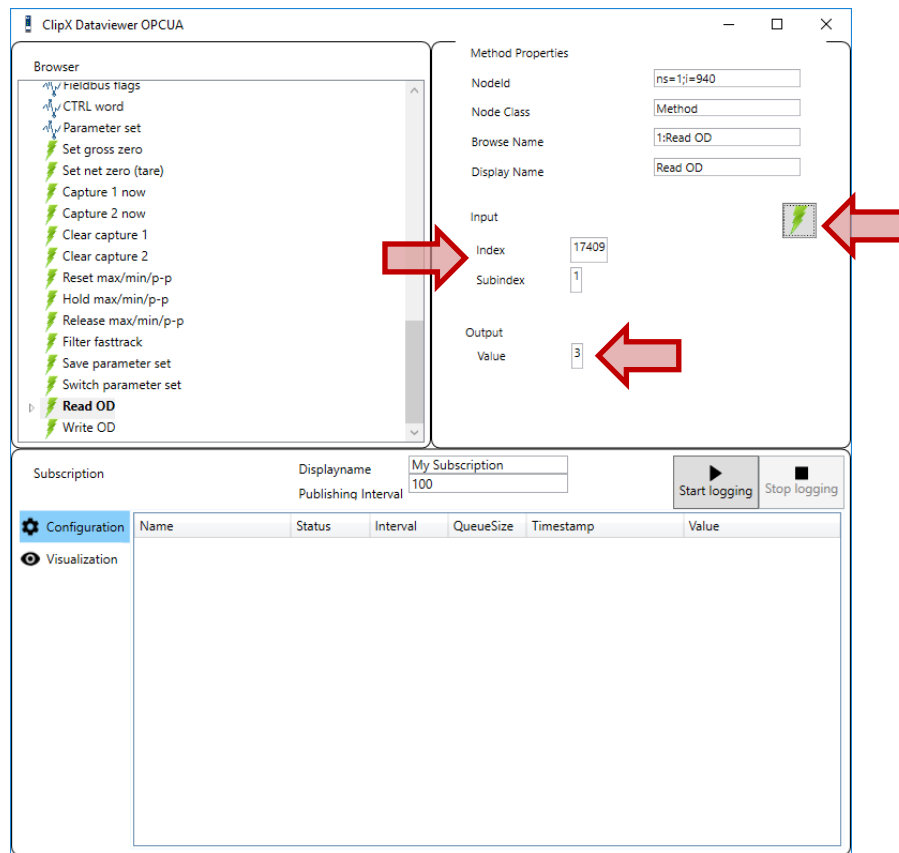 ClipX Dataviewer OPCUA
Browser
Fieldbus flags
CTRL word
Parameter set
Set gross zero
Set net zero (tare)
Capture 1 now
Capture 2 now
Clear capture 1
Clear capture 2
Reset max/min/p-p
Hold max/min/p-p
Release max/min/p-p
Filter fasttrack
Save parameter set
Switch parameter set
Read OD
Write OD
Method Properties
NodeId ns=1;i=940
Node Class Method
Browse Name 1:Read OD
Display Name Read OD
Input
Index 17409
Subindex 1
Output
Value 3
Subscription
Displayname My Subscription
Publishing Interval 100
Start logging Stop logging
Configuration
Visualization
Name Status Interval QueueSize Timestamp Value